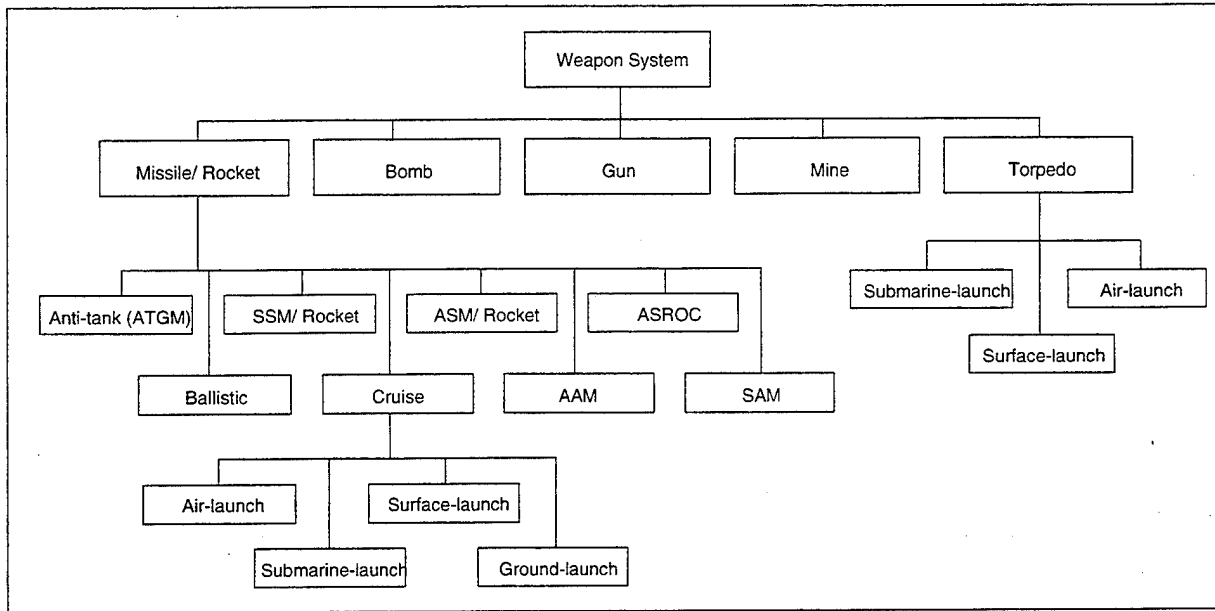 Weapon System
Missile/ Rocket
Bomb
Gun
Mine
Torpedo
Submarine-launch
Air-launch
Surface-launch
Anti-tank (ATGM)
SSM/ Rocket
ASM/ Rocket
ASROC
Ballistic
Cruise
AAM
SAM
Air-launch
Surface-launch
Submarine-launch
Ground-launch